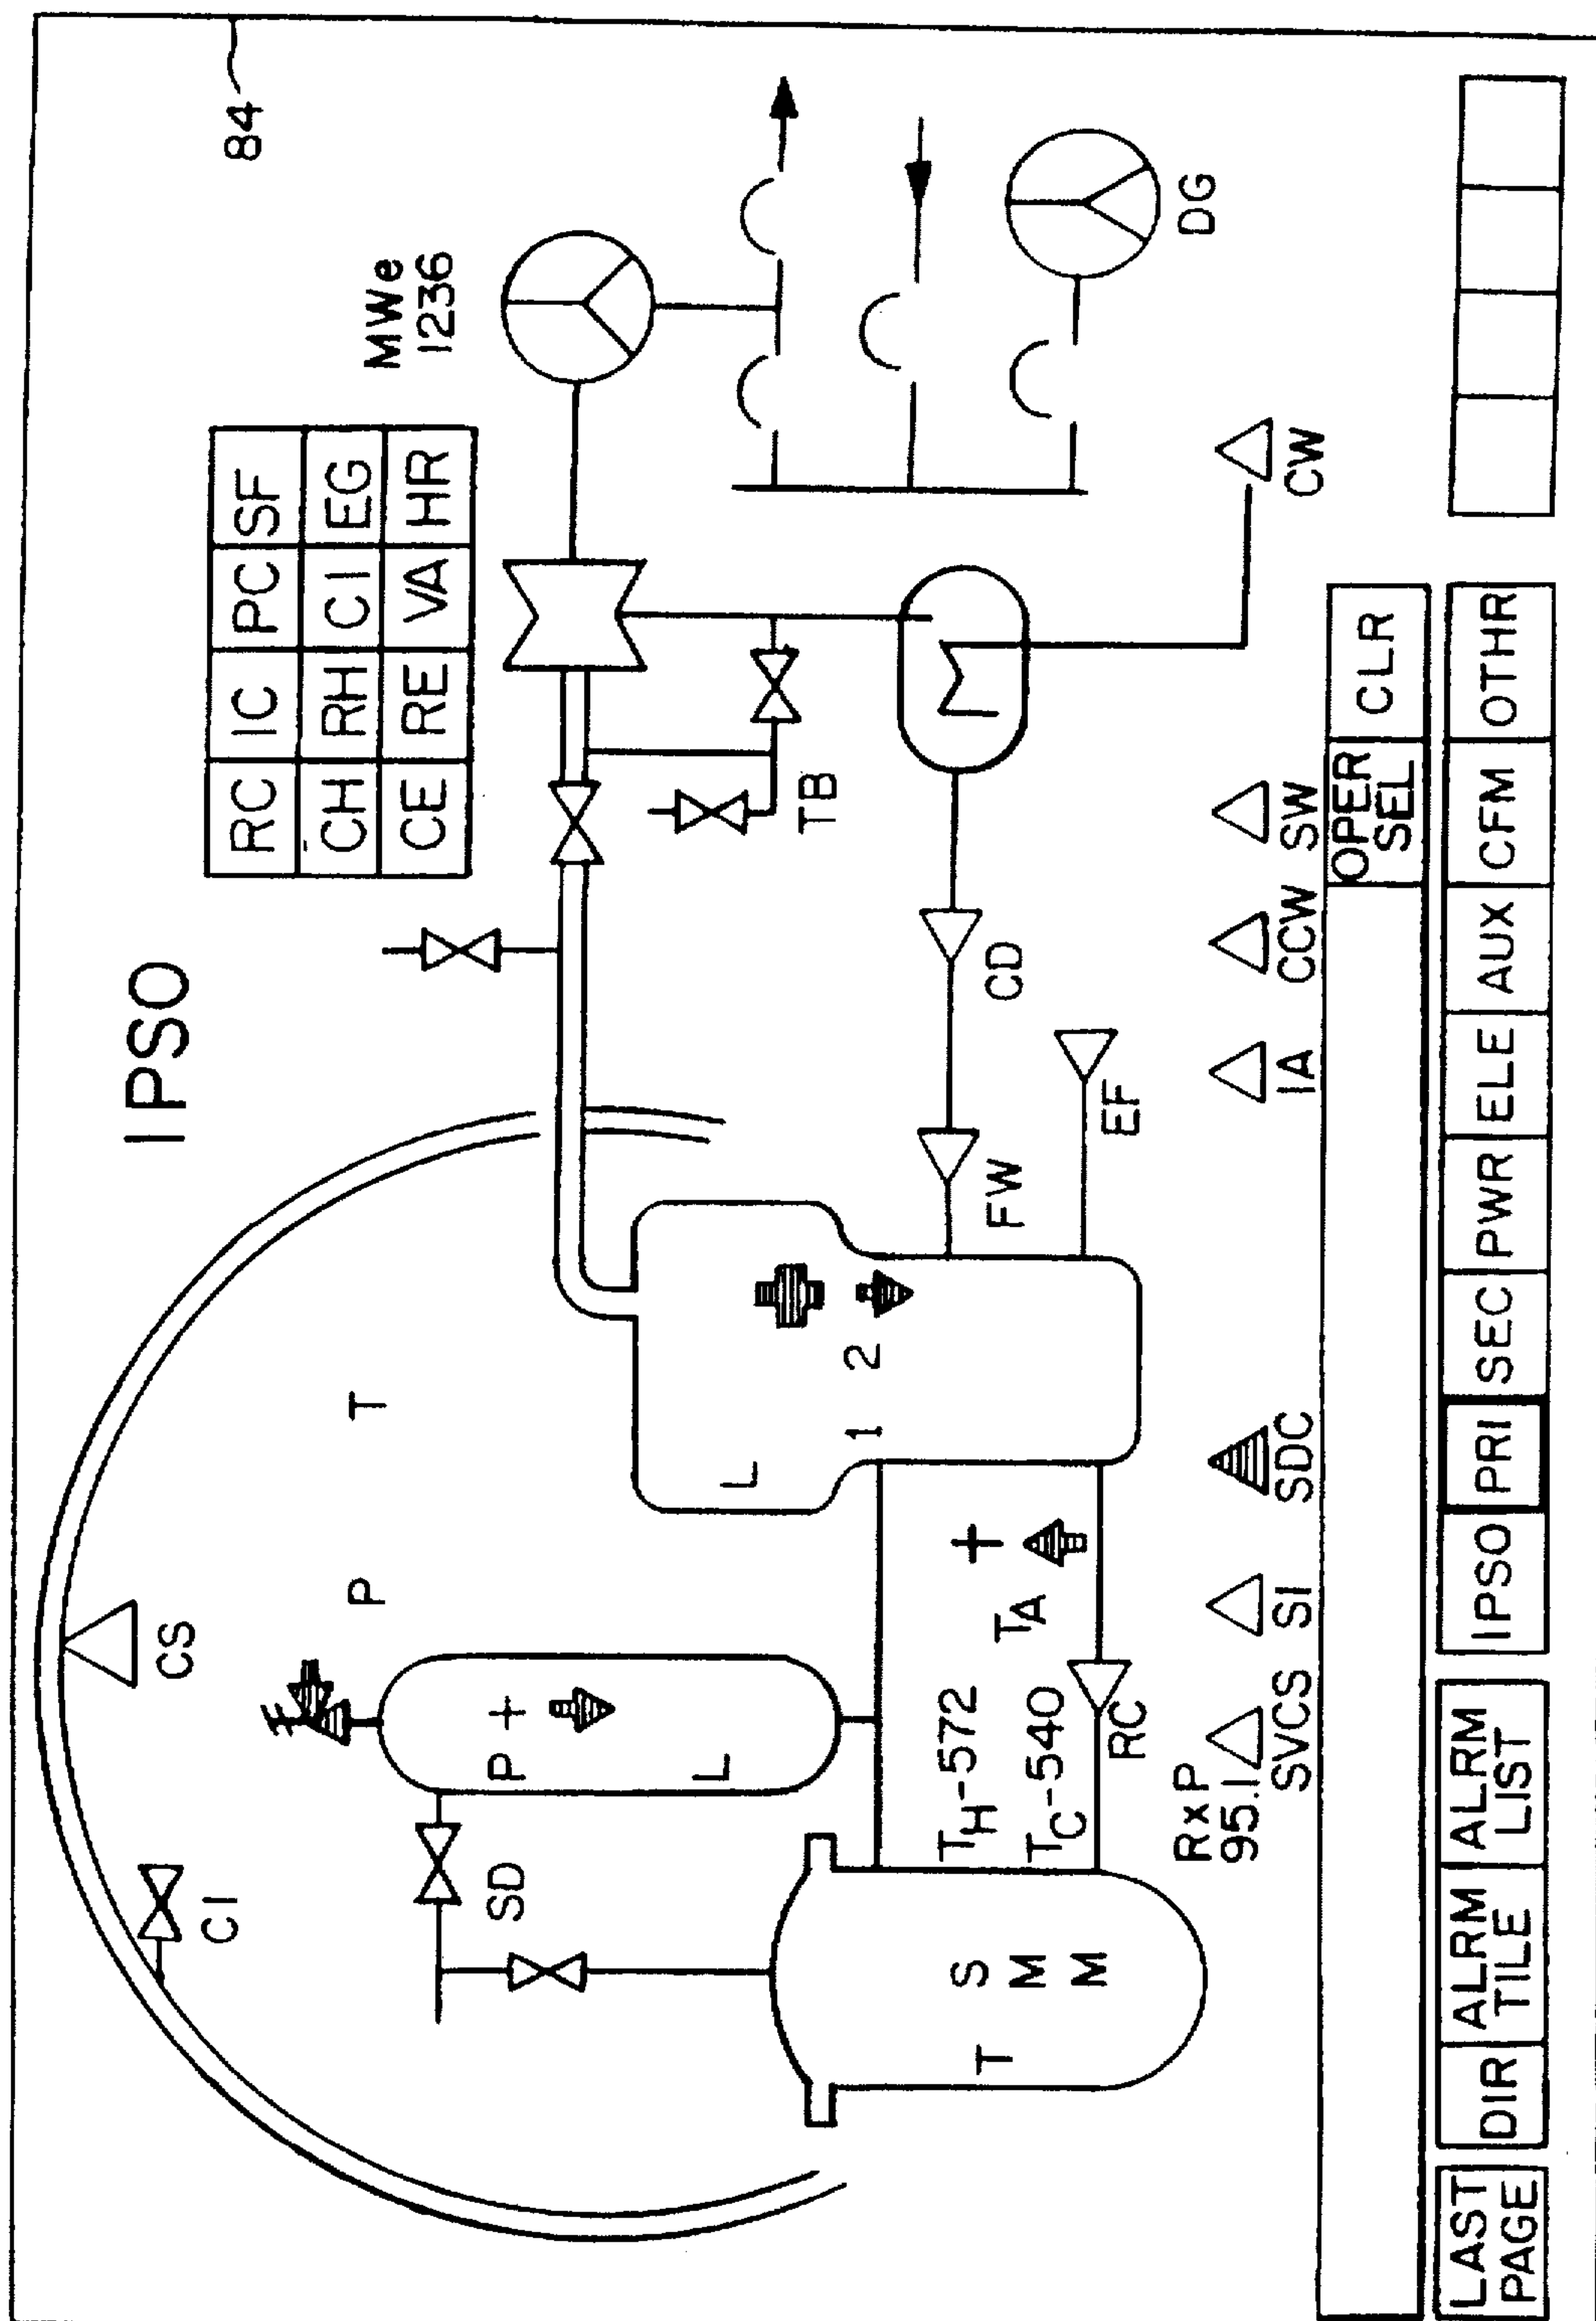 84
IPSO
RC IC PC SF
CH RH CI EG
CE RE VA HR
MWe
1236
CS
CI
P T
SD
P +
L
TB
L
1 2
T
S
M
M
TH-572
TC-540
TA +
RC
FW
CD
EF
DG
RxP
95.1
SVCS SI SDC IA CCW SW CW
OPER
SEL
CLR
LAST
PAGE
DIR
ALRM
TILE
ALRM
LIST
IPSO PRI SEC PWR ELE AUX CFM OTHR